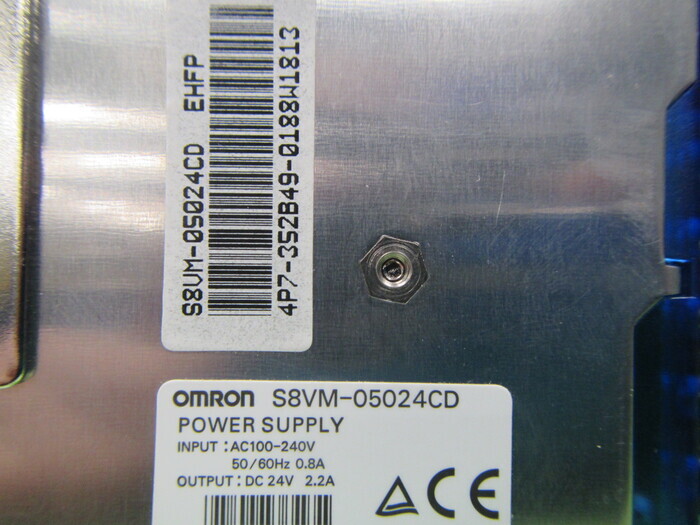 S8VM-05024CD EHFP
4P7-352B49-0188W1813
OMRON S8VM-05024CD
POWER SUPPLY
INPUT : AC100-240V
50/60Hz 0.8A
OUTPUT : DC 24V 2.2A
CE